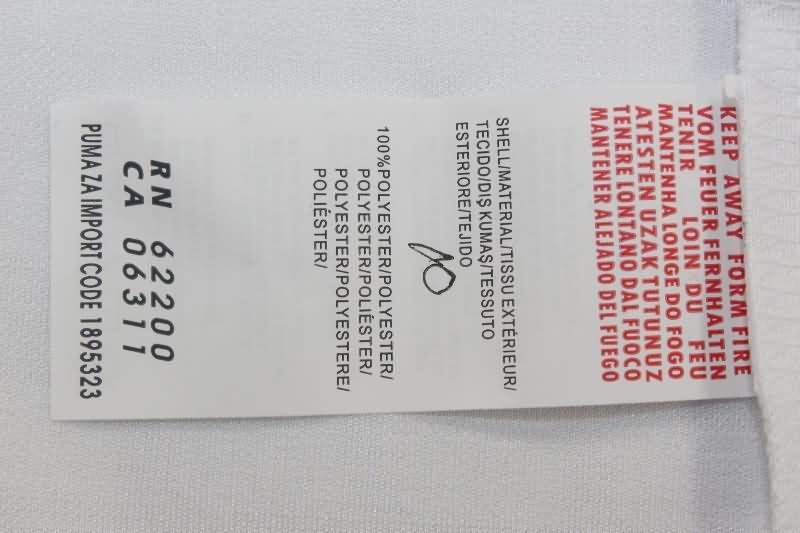 KEEP AWAY FORM FIRE
VOM FEUER FERNHALTEN
TENIR LOIN DU FEU
MANTENHA LONGE DO FOGO
ATESTEN UZAK TUTUNUZ
TENERE LONTANO DAL FUOCO
MANTENER ALEJADO DEL FUEGO
SHELL/MATERIAL/TISSU EXTÉRIEUR/
TECIDO/DIŞ KUMAŞ/TESSUTO
ESTERIORE/TEJIDO
100%POLYESTER/POLYESTER/
POLYESTER/POLIÉSTER/
POLYESTER/POLYESTERE/
POLIÉSTER/
RN 62200
CA 06311
PUMA ZA IMPORT CODE 1895323